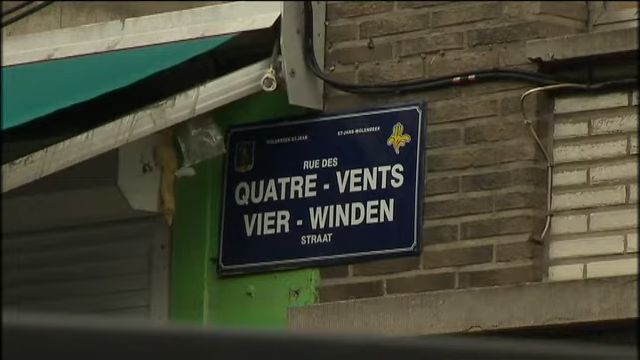 MOLENBEEK-ST-JEAN ST-JANS-MOLENBEEK
RUE DES
QUATRE - VENTS
VIER - WINDEN
STRAAT